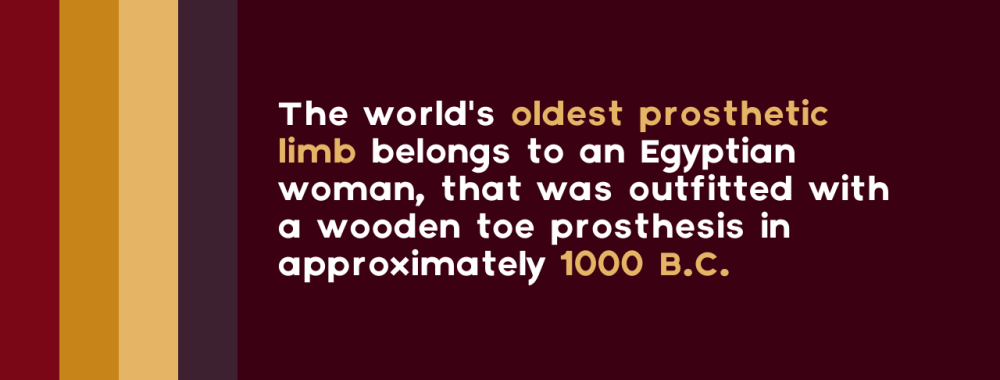 The world's oldest prosthetic
limb belongs to an Egyptian
woman, that was outfitted with
a wooden toe prosthesis in
approximately 1000 B.C.